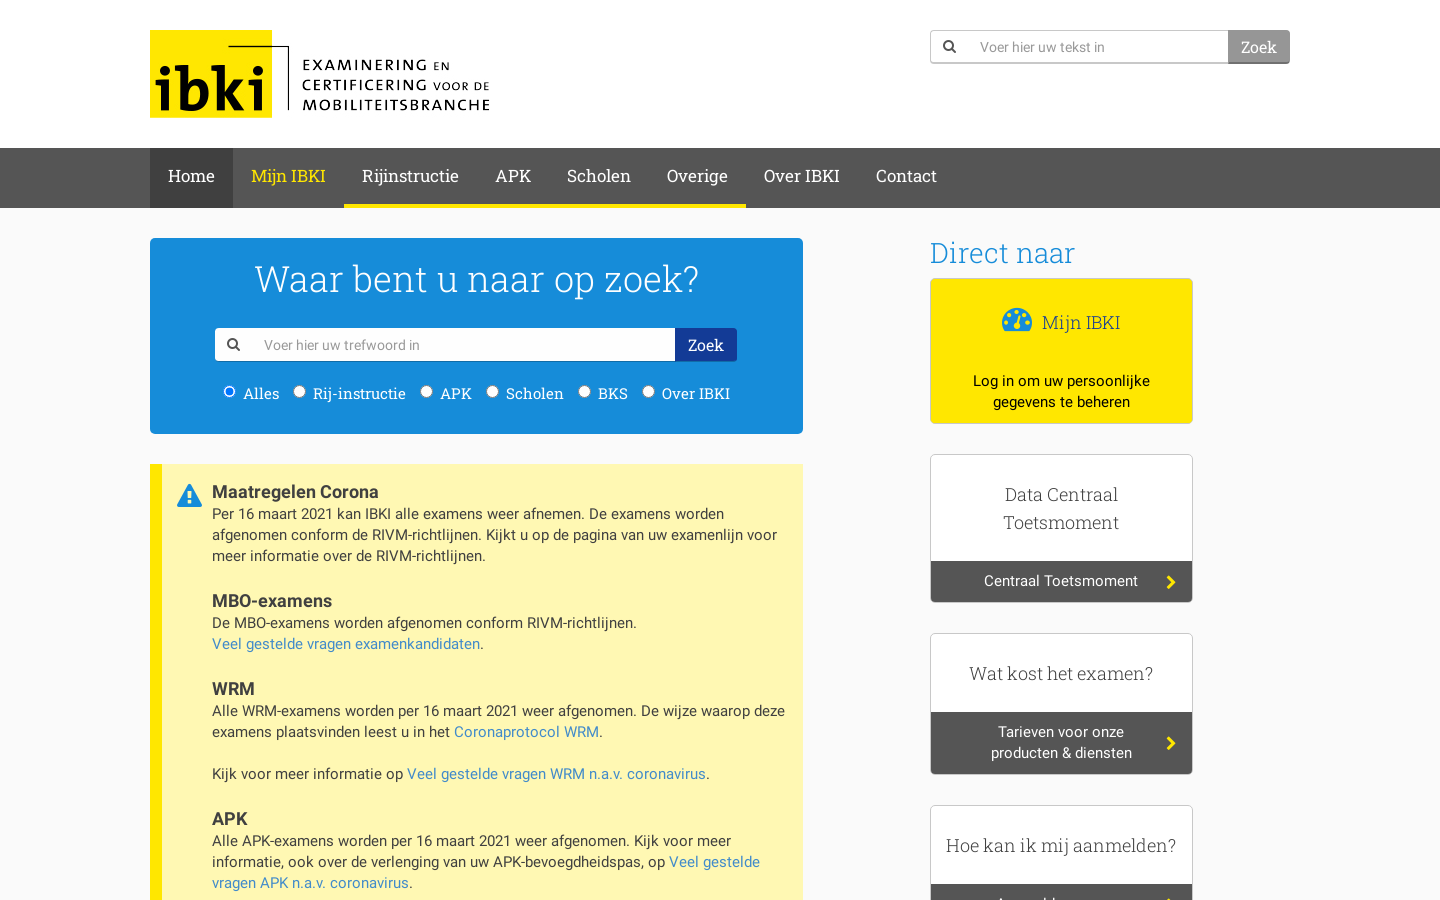 ibki
EXAMINERING EN
CERTIFICERING VOOR DE
MOBILITEITSBRANCHE
Voer hier uw tekst in
Zoek
Home
Mijn IBKI
Rijinstructie
APK
Scholen
Overige
Over IBKI
Contact
Waar bent u naar op zoek?
Voer hier uw trefwoord in
Zoek
Alles
Rij-instructie
APK
Scholen
BKS
Over IBKI
Maatregelen Corona
Per 16 maart 2021 kan IBKI alle examens weer afnemen. De examens worden
afgenomen conform de RIVM-richtlijnen. Kijkt u op de pagina van uw examenlijn voor
meer informatie over de RIVM-richtlijnen.
MBO-examens
De MBO-examens worden afgenomen conform RIVM-richtlijnen.
Veel gestelde vragen examenkandidaten.
WRM
Alle WRM-examens worden per 16 maart 2021 weer afgenomen. De wijze waarop deze
examens plaatsvinden leest u in het Coronaprotocol WRM.
Kijk voor meer informatie op Veel gestelde vragen WRM n.a.v. coronavirus.
APK
Alle APK-examens worden per 16 maart 2021 weer afgenomen. Kijk voor meer
informatie, ook over de verlenging van uw APK-bevoegdheidspas, op Veel gestelde
vragen APK n.a.v. coronavirus.
Direct naar
Mijn IBKI
Log in om uw persoonlijke
gegevens te beheren
Data Centraal
Toetsmoment
Centraal Toetsmoment
Wat kost het examen?
Tarieven voor onze
producten & diensten
Hoe kan ik mij aanmelden?